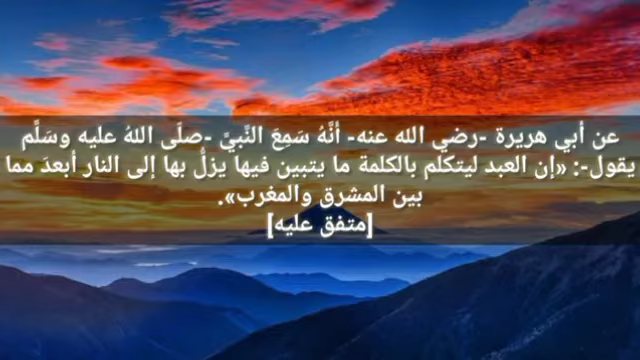 عن أبي هريرة -رضي الله عنه- أنَّهُ سَمِعَ النَّبيَّ -صلَى اللهُ عليه وسَلَّم
يقول-: «إن العبد ليتكلم بالكلمة ما يتبين فيها يزلُّ بها إلى النار أبعدَ مما
بين المشرق والمغرب».
[متفق عليه]